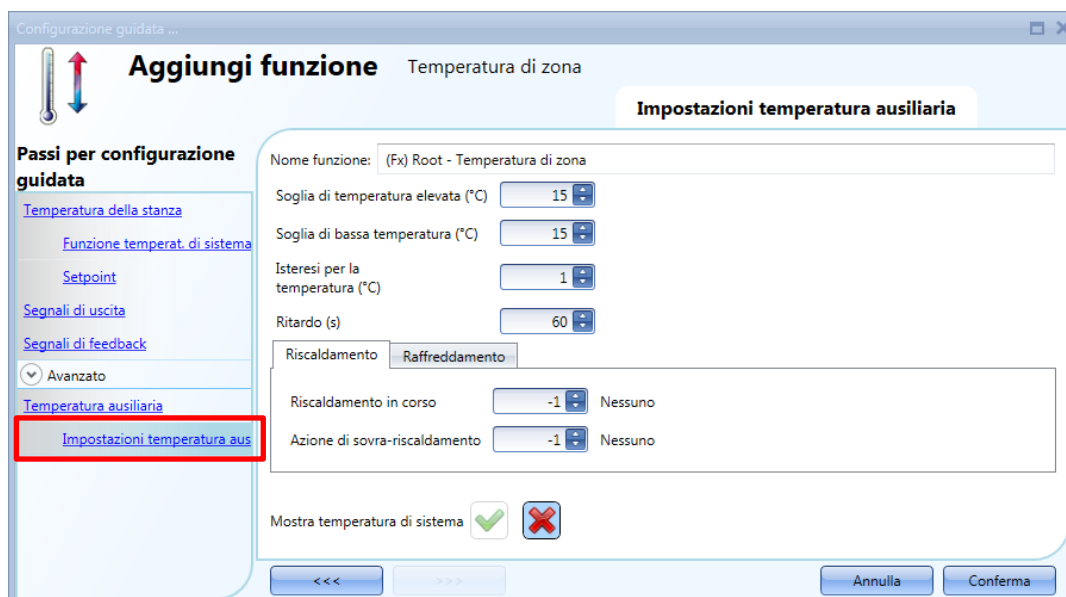 Configurazione guidata ...
Aggiungi funzione Temperatura di zona
Impostazioni temperatura ausiliaria
Passi per configurazione
guidata
Temperatura della stanza
Funzione temperat. di sistema
Setpoint
Segnali di uscita
Segnali di feedback
Avanzato
Temperatura ausiliaria
Impostazioni temperatura aus
Nome funzione: (Fx) Root - Temperatura di zona
Soglia di temperatura elevata (°C) 15
Soglia di bassa temperatura (°C) 15
Isteresi per la
temperatura (°C) 1
Ritardo (s) 60
Riscaldamento Raffreddamento
Riscaldamento in corso -1 Nessuno
Azione di sovra-riscaldamento -1 Nessuno
Mostra temperatura di sistema
<<< >>> Annulla Conferma